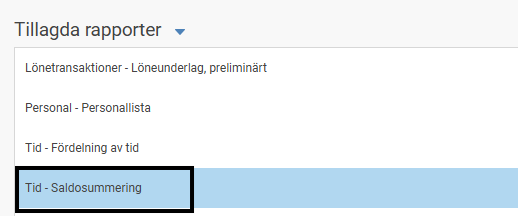 Tillagda rapporter
Lönetransaktioner - Löneunderlag, preliminärt
Personal - Personallista
Tid - Fördelning av tid
Tid - Saldosummering